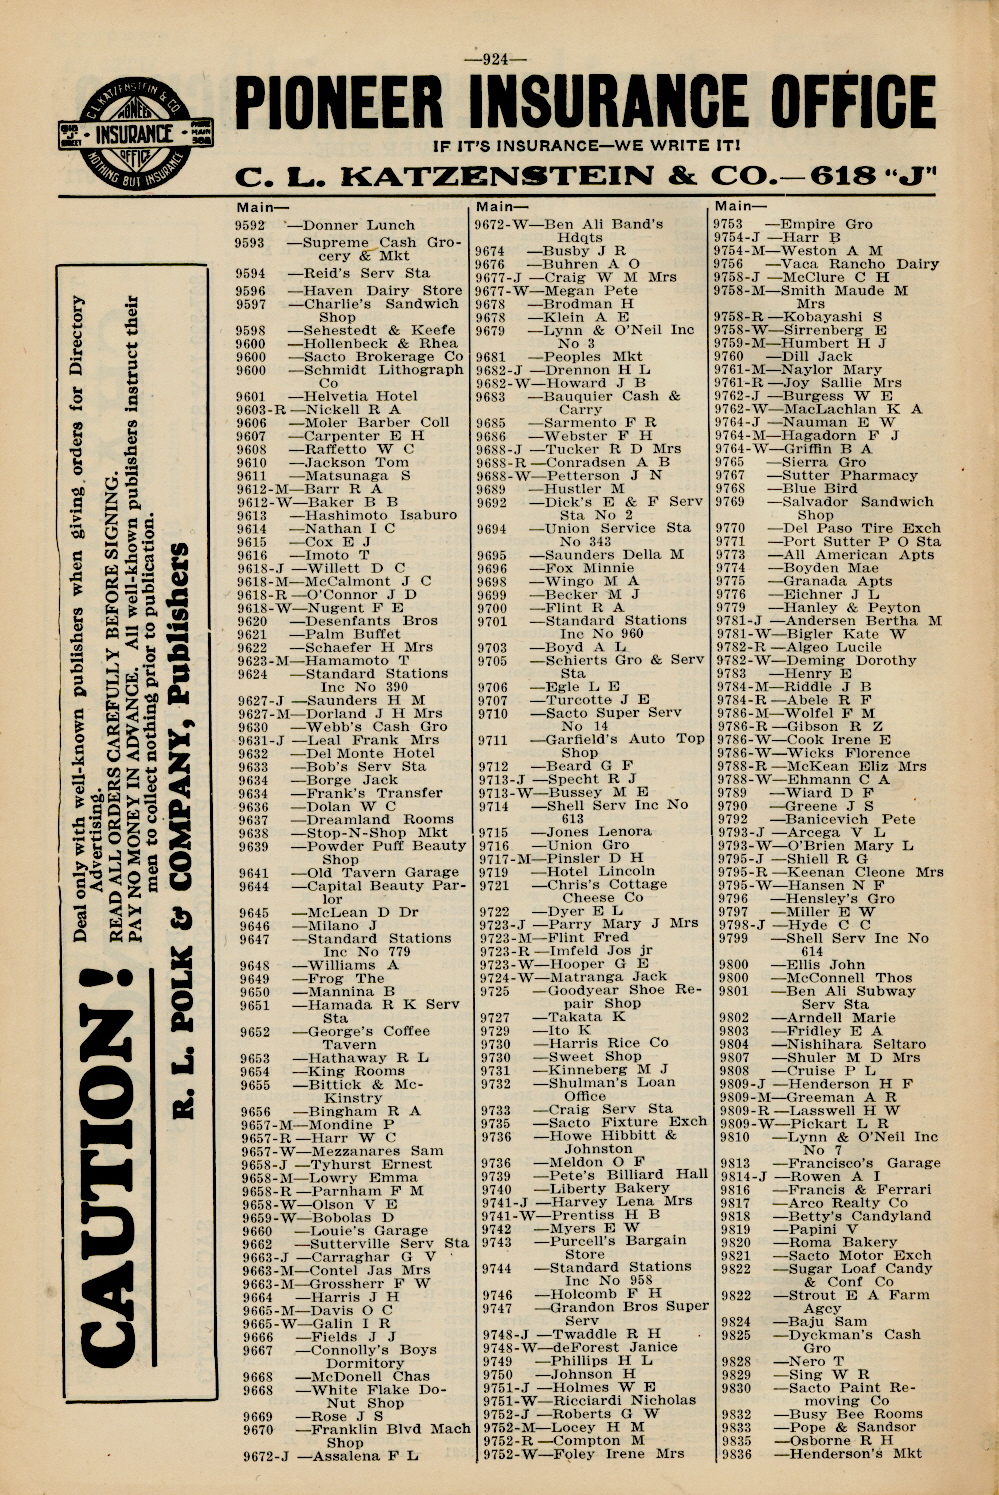 —924—
C. L. KATZENSTEIN & CO.
PIONEER
618 "J" STREET
INSURANCE
PHONE MAIN 362
OFFICE
NOTHING BUT INSURANCE
PIONEER INSURANCE OFFICE
IF IT'S INSURANCE—WE WRITE IT!
C. L. KATZENSTEIN & CO.—618 "J"
CAUTION!
Deal only with well-known publishers when giving orders for Directory
Advertising.
READ ALL ORDERS CAREFULLY BEFORE SIGNING.
PAY NO MONEY IN ADVANCE. All well-known publishers instruct their
men to collect nothing prior to publication.
R. L. POLK & COMPANY, Publishers
Main—
9592 —Donner Lunch
9593 —Supreme Cash Gro-
cery & Mkt
9594 —Reid's Serv Sta
9596 —Haven Dairy Store
9597 —Charlie's Sandwich
Shop
9598 —Sehestedt & Keefe
9600 —Hollenbeck & Rhea
9600 —Sacto Brokerage Co
9600 —Schmidt Lithograph
Co
9601 —Helvetia Hotel
9603-R—Nickell R A
9606 —Moler Barber Coll
9607 —Carpenter E H
9608 —Raffetto W C
9610 —Jackson Tom
9611 —Matsunaga S
9612-M—Barr R A
9612-W—Baker B B
9613 —Hashimoto Isaburo
9614 —Nathan I C
9615 —Cox E J
9616 —Imoto T
9618-J —Willett D C
9618-M—McCalmont J C
9618-R —O'Connor J D
9618-W—Nugent F E
9620 —Desenfants Bros
9621 —Palm Buffet
9622 —Schaefer H Mrs
9623-M—Hamamoto T
9624 —Standard Stations
Inc No 390
9627-J —Saunders H M
9627-M—Dorland J H Mrs
9630 —Webb's Cash Gro
9631-J —Leal Frank Mrs
9632 —Del Monte Hotel
9633 —Bob's Serv Sta
9634 —Borge Jack
9634 —Frank's Transfer
9636 —Dolan W C
9637 —Dreamland Rooms
9638 —Stop-N-Shop Mkt
9639 —Powder Puff Beauty
Shop
9641 —Old Tavern Garage
9644 —Capital Beauty Par-
lor
9645 —McLean D Dr
9646 —Milano J
9647 —Standard Stations
Inc No 779
9648 —Williams A
9649 —Frog The
9650 —Mannina B
9651 —Hamada R K Serv
Sta
9652 —George's Coffee
Tavern
9653 —Hathaway R L
9654 —King Rooms
9655 —Bittick & Mc-
Kinstry
9656 —Bingham R A
9657-M—Mondine P
9657-R—Harr W C
9657-W—Mezzanares Sam
9658-J —Tyhurst Ernest
9658-M—Lowry Emma
9658-R —Parnham F M
9658-W—Olson V E
9659-W—Bobolas D
9660 —Louie's Garage
9662 —Sutterville Serv Sta
9663-J —Carraghar G V
9663-M—Contel Jas Mrs
9663-M—Grossherr F W
9664 —Harris J H
9665-M—Davis O C
9665-W—Galin I R
9666 —Fields J J
9667 —Connolly's Boys
Dormitory
9668 —McDonell Chas
9668 —White Flake Do-
Nut Shop
9669 —Rose J S
9670 —Franklin Blvd Mach
Shop
9672-J —Assalena F L
Main—
9672-W—Ben Ali Band's
Hdqts
9674 —Busby J R
9676 —Buhren A O
9677-J —Craig W M Mrs
9677-W—Megan Pete
9678 —Brodman H
9678 —Klein A E
9679 —Lynn & O'Neil Inc
No 3
9681 —Peoples Mkt
9682-J —Drennon H L
9682-W—Howard J B
9683 —Bauquier Cash &
Carry
9685 —Sarmento F R
9686 —Webster F H
9688-J —Tucker R D Mrs
9688-R —Conradsen A B
9688-W—Petterson J N
9689 —Hustler M
9692 —Dick's E & F Serv
Sta No 2
9694 —Union Service Sta
No 343
9695 —Saunders Della M
9696 —Fox Minnie
9698 —Wingo M A
9699 —Becker M J
9700 —Flint R A
9701 —Standard Stations
Inc No 960
9703 —Boyd A L
9705 —Schierts Gro & Serv
Sta
9706 —Egle L E
9707 —Turcotte J E
9710 —Sacto Super Serv
No 14
9711 —Garfield's Auto Top
Shop
9712 —Beard G F
9713-J —Specht R J
9713-W—Bussey M E
9714 —Shell Serv Inc No
613
9715 —Jones Lenora
9716 —Union Gro
9717-M—Pinsler D H
9719 —Hotel Lincoln
9721 —Chris's Cottage
Cheese Co
9722 —Dyer E L
9723-J —Parry Mary J Mrs
9723-M—Flint Fred
9723-R —Imfeld Jos jr
9723-W—Hooper G E
9724-W—Matranga Jack
9725 —Goodyear Shoe Re-
pair Shop
9727 —Takata K
9729 —Ito K
9730 —Harris Rice Co
9730 —Sweet Shop
9731 —Kinneberg M J
9732 —Shulman's Loan
Office
9733 —Craig Serv Sta
9735 —Sacto Fixture Exch
9736 —Howe Hibbitt &
Johnston
9736 —Meldon O F
9739 —Pete's Billiard Hall
9740 —Liberty Bakery
9741-J —Harvey Lena Mrs
9741-W—Prentiss H B
9742 —Myers E W
9743 —Purcell's Bargain
Store
9744 —Standard Stations
Inc No 958
9746 —Holcomb F H
9747 —Grandon Bros Super
Serv
9748-J —Twaddle R H
9748-W—deForest Janice
9749 —Phillips H L
9750 —Johnson H
9751-J —Holmes W E
9751-W—Ricciardi Nicholas
9752-J —Roberts G W
9752-M—Locey H M
9752-R —Compton M
9752-W—Foley Irene Mrs
Main—
9753 —Empire Gro
9754-J —Harr B
9754-M—Weston A M
9756 —Vaca Rancho Dairy
9758-J —McClure C H
9758-M—Smith Maude M
Mrs
9758-R —Kobayashi S
9758-W—Sirrenberg E
9759-M—Humbert H J
9760 —Dill Jack
9761-M—Naylor Mary
9761-R —Joy Sallie Mrs
9762-J —Burgess W E
9762-W—MacLachlan K A
9764-J —Nauman E W
9764-M—Hagadorn F J
9764-W—Griffin B A
9765 —Sierra Gro
9767 —Sutter Pharmacy
9768 —Blue Bird
9769 —Salvador Sandwich
Shop
9770 —Del Paso Tire Exch
9771 —Port Sutter P O Sta
9773 —All American Apts
9774 —Boyden Mae
9775 —Granada Apts
9776 —Eichner J L
9779 —Hanley & Peyton
9781-J —Andersen Bertha M
9781-W—Bigler Kate W
9782-R —Algeo Lucile
9782-W—Deming Dorothy
9783 —Henry E
9784-M—Riddle J B
9784-R —Abele R F
9786-M—Wolfel F M
9786-R —Gibson R Z
9786-W—Cook Irene E
9786-W—Wicks Florence
9788-R —McKean Eliz Mrs
9788-W—Ehmann C A
9789 —Wiard D F
9790 —Greene J S
9792 —Banicevich Pete
9793-J —Arcega V L
9793-W—O'Brien Mary L
9795-J —Shiell R G
9795-R —Keenan Cleone Mrs
9795-W—Hansen N F
9796 —Hensley's Gro
9797 —Miller E W
9798-J —Hyde C C
9799 —Shell Serv Inc No
614
9800 —Ellis John
9800 —McConnell Thos
9801 —Ben Ali Subway
Serv Sta
9802 —Arndell Marie
9803 —Fridley E A
9804 —Nishihara Seltaro
9807 —Shuler M D Mrs
9808 —Cruise P L
9809-J —Henderson H F
9809-M—Greeman A R
9809-R —Lasswell H W
9809-W—Pickart L R
9810 —Lynn & O'Neil Inc
No 7
9813 —Francisco's Garage
9814-J —Rowen A I
9816 —Francis & Ferrari
9817 —Arco Realty Co
9818 —Betty's Candyland
9819 —Papini V
9820 —Roma Bakery
9821 —Sacto Motor Exch
9822 —Sugar Loaf Candy
& Conf Co
9822 —Strout E A Farm
Agcy
9824 —Baju Sam
9825 —Dyckman's Cash
Gro
9828 —Nero T
9829 —Sing W R
9830 —Sacto Paint Re-
moving Co
9832 —Busy Bee Rooms
9833 —Pope & Sandsor
9835 —Osborne R H
9836 —Henderson's Mkt